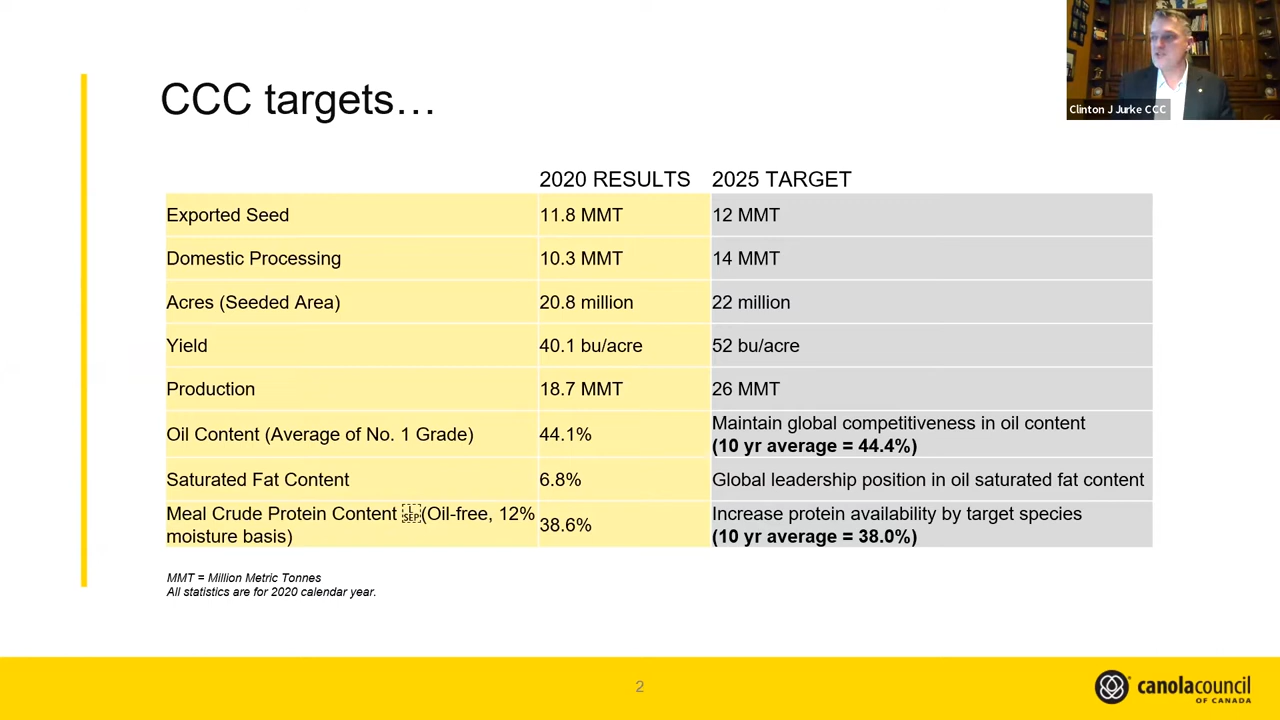 Clinton J Jurke CCC
CCC targets…
2020 RESULTS 2025 TARGET
Exported Seed 11.8 MMT 12 MMT
Domestic Processing 10.3 MMT 14 MMT
Acres (Seeded Area) 20.8 million 22 million
Yield 40.1 bu/acre 52 bu/acre
Production 18.7 MMT 26 MMT
Oil Content (Average of No. 1 Grade) 44.1% Maintain global competitiveness in oil content
(10 yr average = 44.4%)
Saturated Fat Content 6.8% Global leadership position in oil saturated fat content
Meal Crude Protein Content LSEP(Oil-free, 12%
moisture basis) 38.6% Increase protein availability by target species
(10 yr average = 38.0%)
MMT = Million Metric Tonnes
All statistics are for 2020 calendar year.
2
canolacouncil
OF CANADA